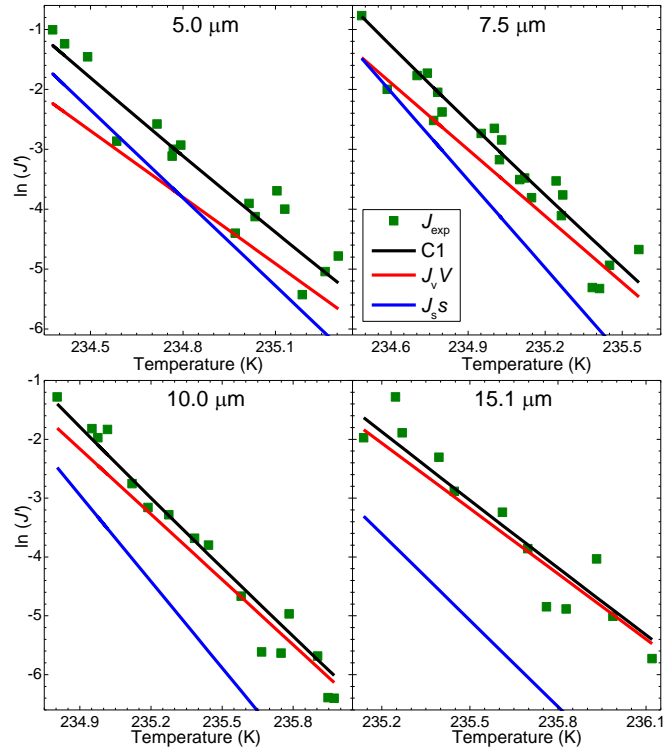 5.0 μm
7.5 μm
-1
-2
-3
-4
-5
-6
ln (J')
J_exp
C1
J_vV
J_ss
234.5 234.8 235.1
234.6 234.9 235.2 235.5
Temperature (K)
Temperature (K)
10.0 μm
15.1 μm
-1
-2
-3
-4
-5
-6
ln (J')
234.9 235.2 235.5 235.8
235.2 235.5 235.8 236.1
Temperature (K)
Temperature (K)